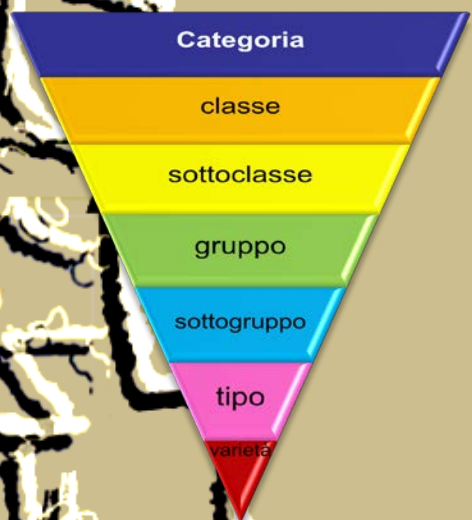 Categoria
classe
sottoclasse
gruppo
sottogruppo
tipo
varietà